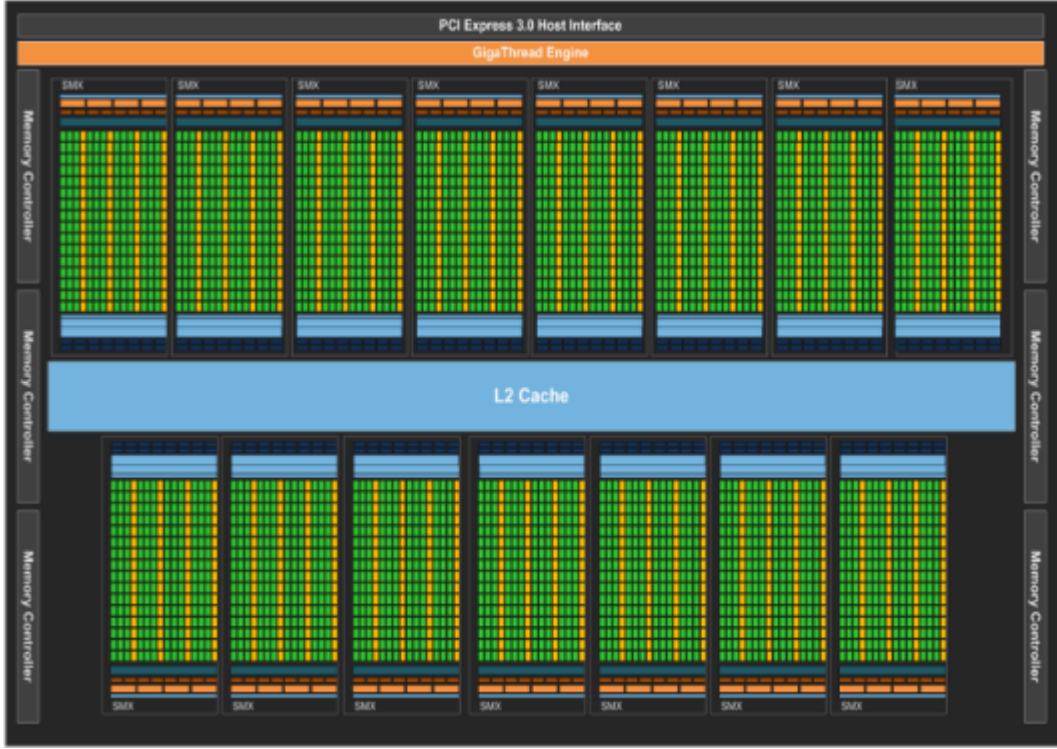 PCI Express 3.0 Host Interface
GigaThread Engine
SMX SMX SMX SMX SMX SMX SMX SMX
Memory Controller
Memory Controller
Memory Controller
Memory Controller
L2 Cache
Memory Controller
Memory Controller
SMX SMX SMX SMX SMX SMX SMX